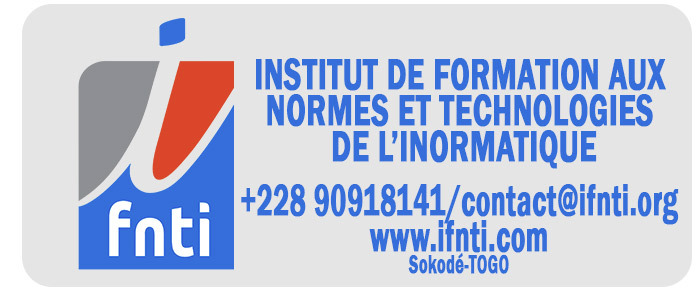 ifnti
INSTITUT DE FORMATION AUX
NORMES ET TECHNOLOGIES
DE L'INORMATIQUE
+228 90918141/contact@ifnti.org
www.ifnti.com
Sokodé-TOGO